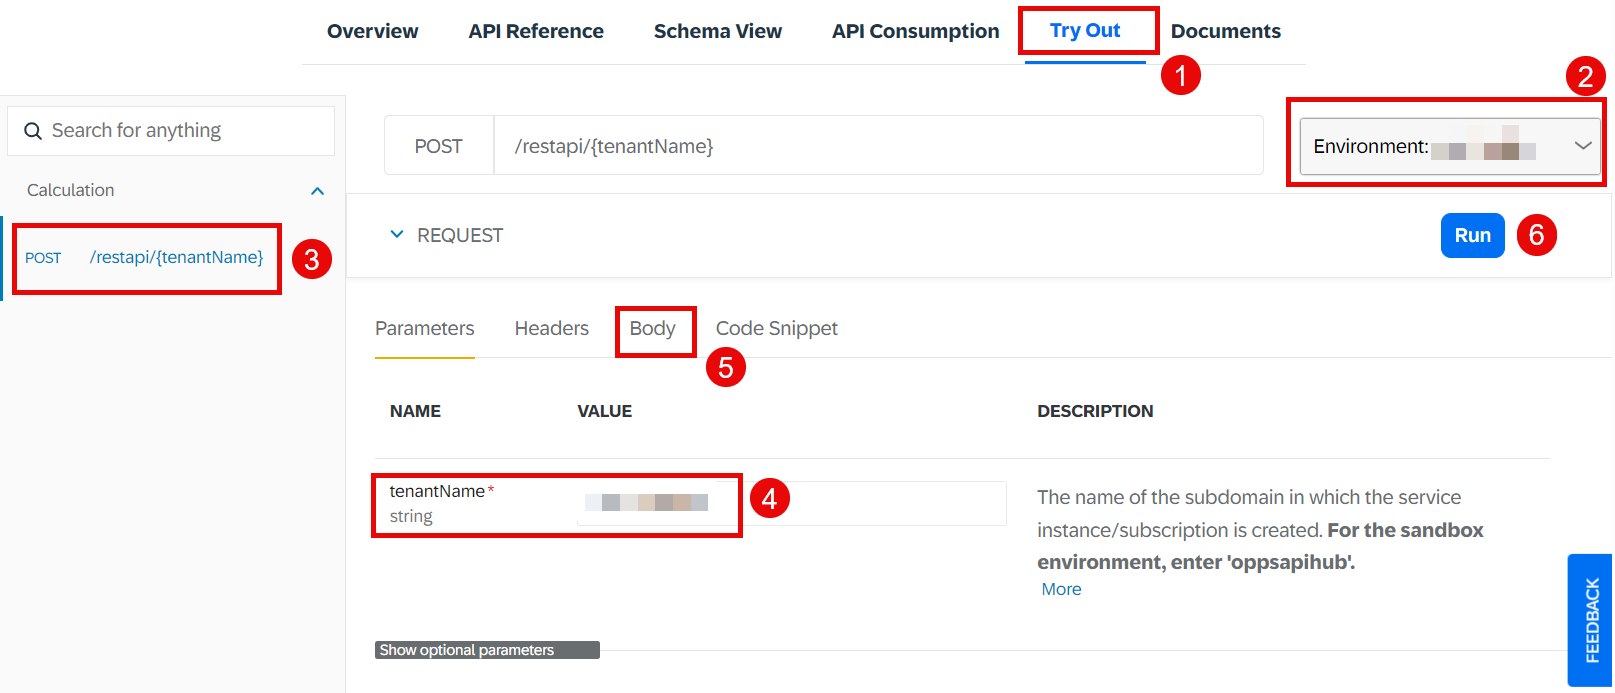 Overview API Reference Schema View API Consumption Try Out Documents
1
2
Search for anything
POST /restapi/{tenantName}
Environment:
Calculation
POST /restapi/{tenantName}
3
REQUEST
Run
6
Parameters Headers Body Code Snippet
5
NAME VALUE DESCRIPTION
tenantName*
string
4
The name of the subdomain in which the service
instance/subscription is created. For the sandbox
environment, enter 'oppsapihub'.
More
Show optional parameters
FEEDBACK